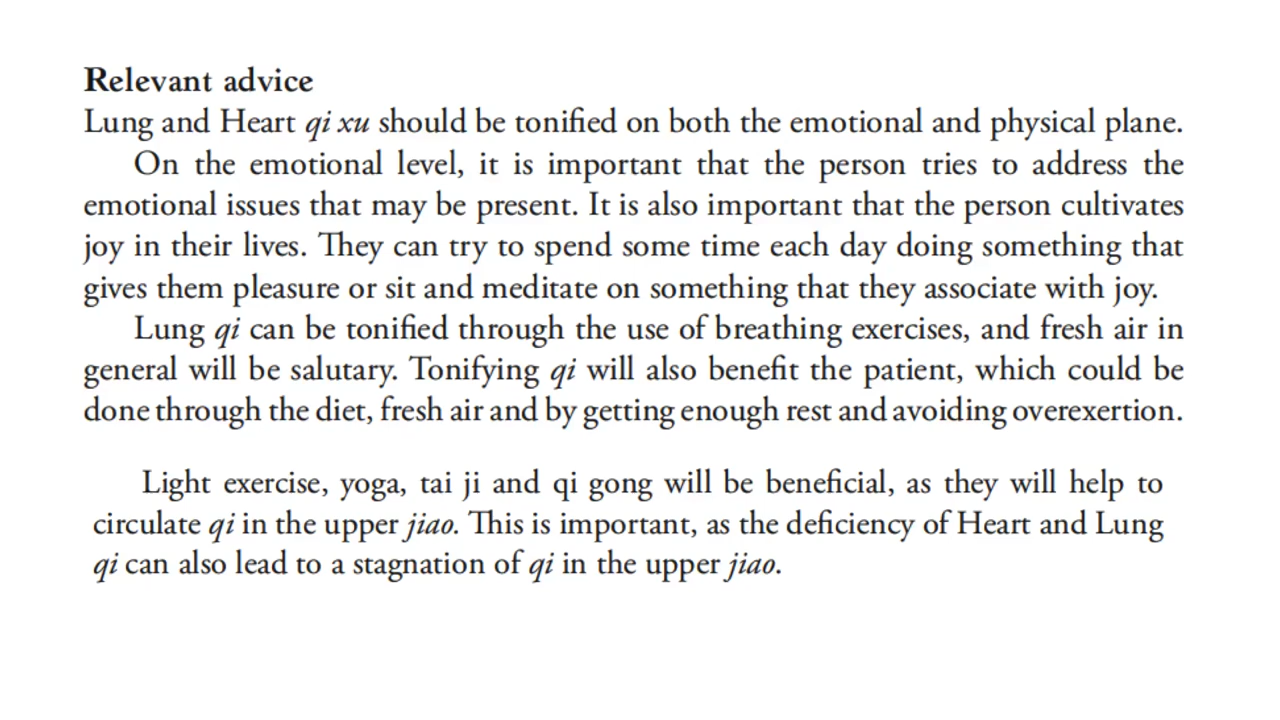 Relevant advice
Lung and Heart qi xu should be tonified on both the emotional and physical plane.
On the emotional level, it is important that the person tries to address the
emotional issues that may be present. It is also important that the person cultivates
joy in their lives. They can try to spend some time each day doing something that
gives them pleasure or sit and meditate on something that they associate with joy.
Lung qi can be tonified through the use of breathing exercises, and fresh air in
general will be salutary. Tonifying qi will also benefit the patient, which could be
done through the diet, fresh air and by getting enough rest and avoiding overexertion.
Light exercise, yoga, tai ji and qi gong will be beneficial, as they will help to
circulate qi in the upper jiao. This is important, as the deficiency of Heart and Lung
qi can also lead to a stagnation of qi in the upper jiao.